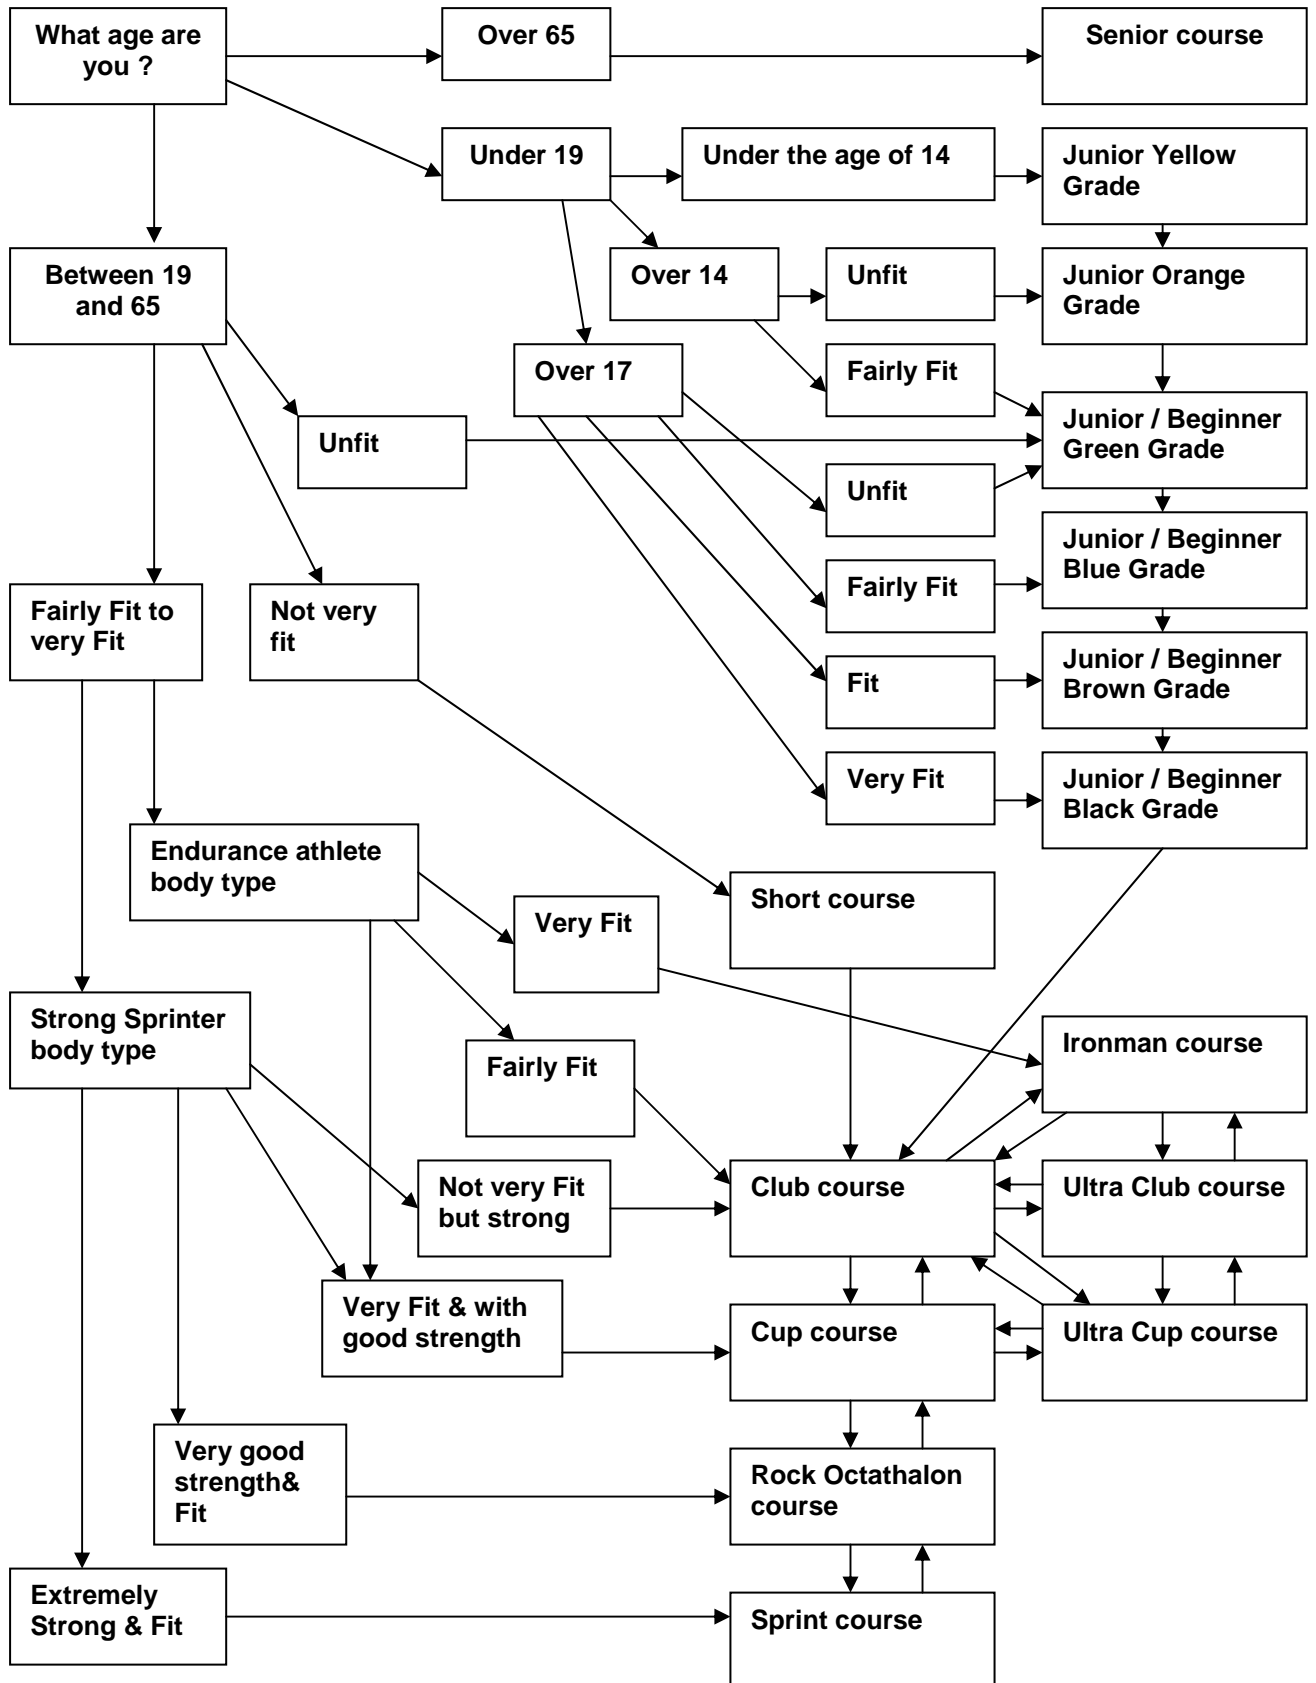 What age are
you ?
Over 65
Senior course
Under 19
Under the age of 14
Junior Yellow
Grade
Between 19
and 65
Over 14
Unfit
Junior Orange
Grade
Over 17
Fairly Fit
Junior / Beginner
Green Grade
Unfit
Unfit
Junior / Beginner
Blue Grade
Fairly Fit
Fairly Fit to
very Fit
Not very
fit
Junior / Beginner
Brown Grade
Fit
Very Fit
Junior / Beginner
Black Grade
Endurance athlete
body type
Short course
Very Fit
Strong Sprinter
body type
Ironman course
Fairly Fit
Not very Fit
but strong
Club course
Ultra Club course
Very Fit & with
good strength
Cup course
Ultra Cup course
Very good
strength&
Fit
Rock Octathalon
course
Extremely
Strong & Fit
Sprint course